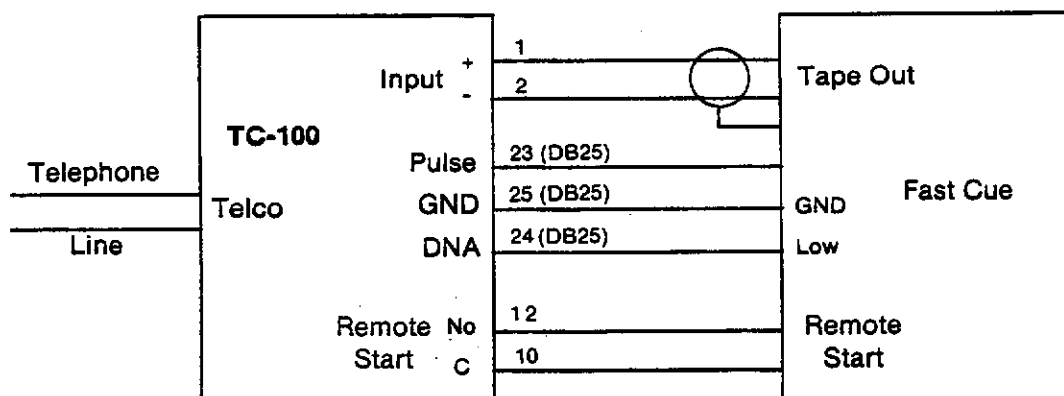 1
Input + Tape Out
- 2
TC-100
Pulse 23 (DB25)
Telephone
Telco GND 25 (DB25) GND Fast Cue
Line DNA 24 (DB25) Low
Remote No 12 Remote
Start C 10 Start